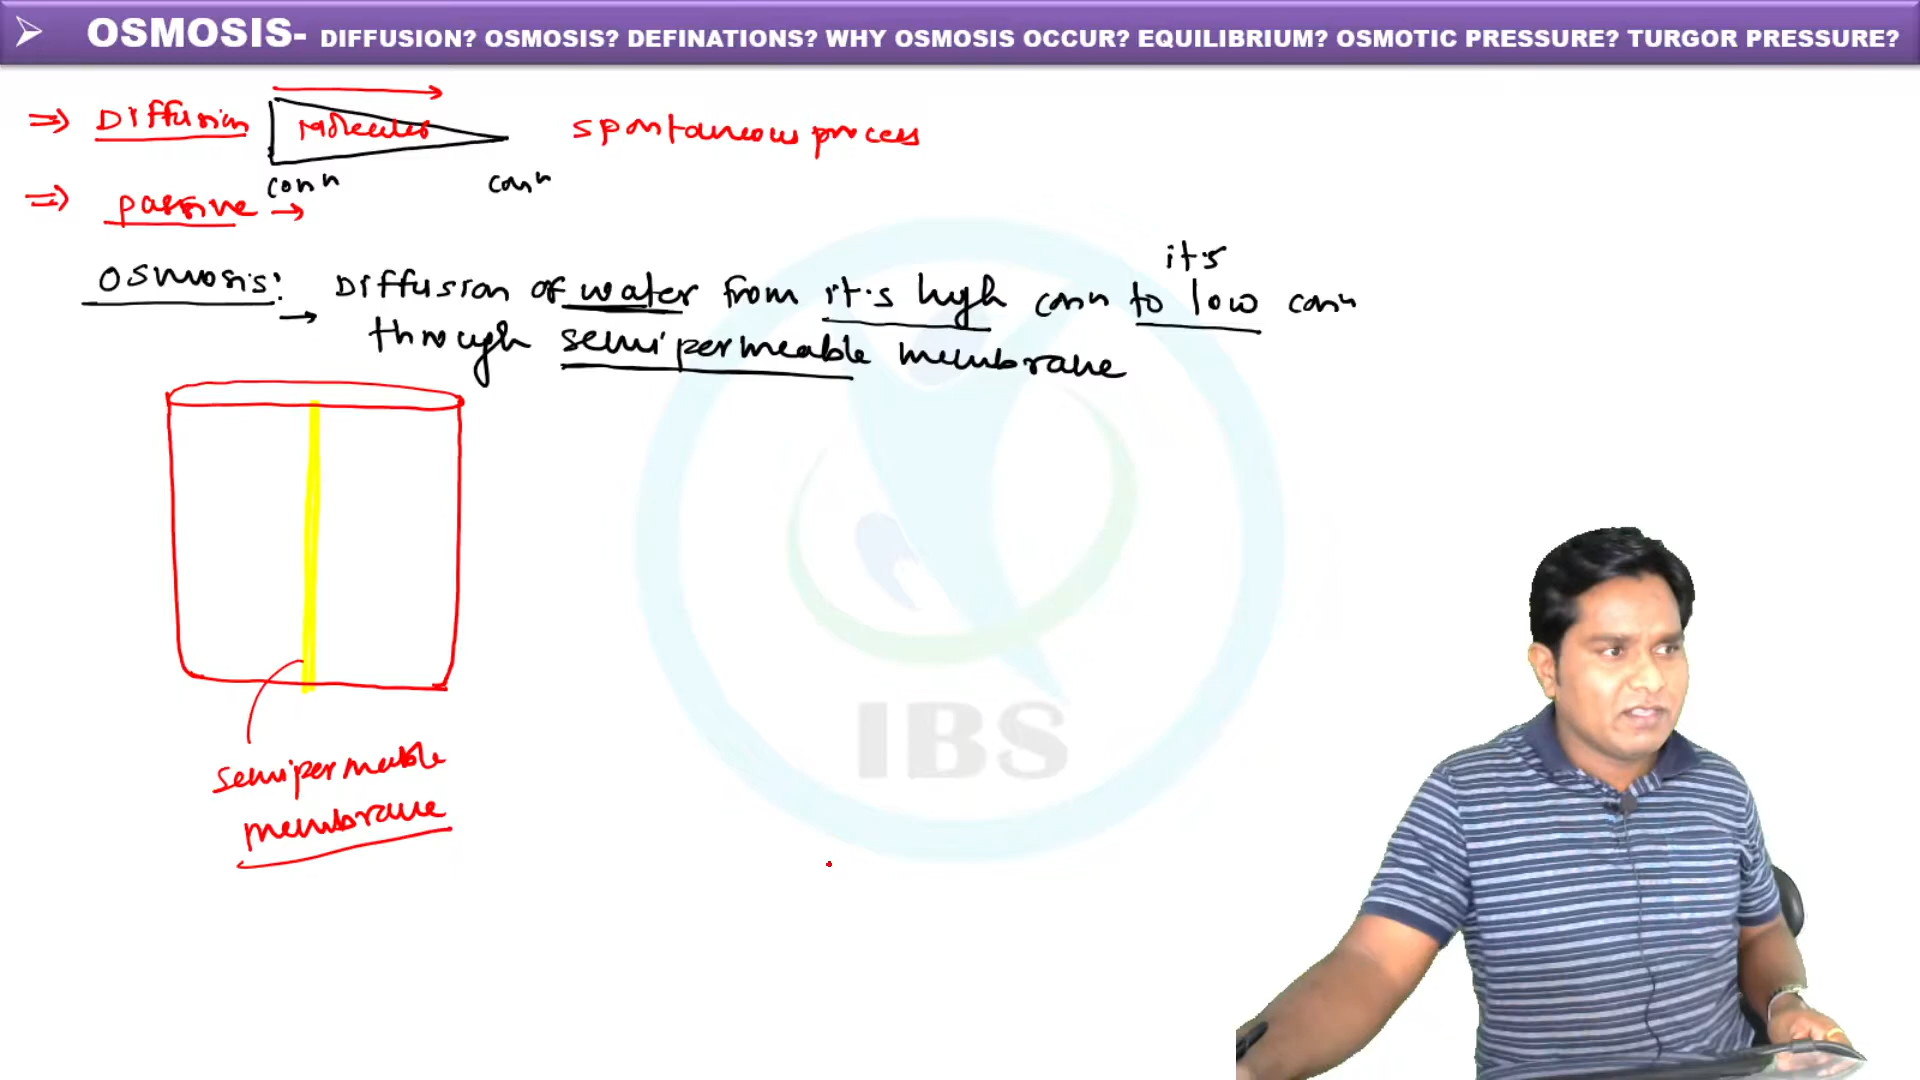 OSMOSIS- DIFFUSION? OSMOSIS? DEFINATIONS? WHY OSMOSIS OCCUR? EQUILIBRIUM? OSMOTIC PRESSURE? TURGOR PRESSURE?
⇒ Diffusion Molecules spontaneous process
conⁿ conⁿ
⇒ passive →
it's
Osmosis: → Diffusion of water from it's high conⁿ to low conⁿ
through semipermeable membrane
semipermeable
membrane
IBS